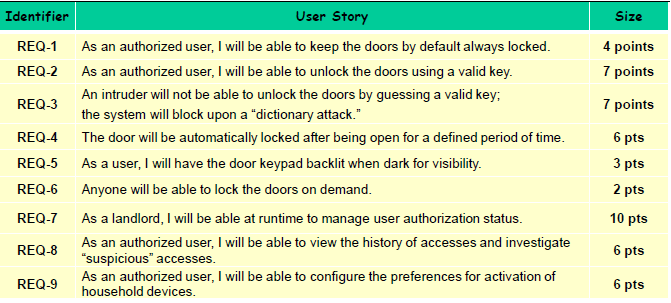 Identifier User Story Size
REQ-1 As an authorized user, I will be able to keep the doors by default always locked. 4 points
REQ-2 As an authorized user, I will be able to unlock the doors using a valid key. 7 points
REQ-3 An intruder will not be able to unlock the doors by guessing a valid key;
the system will block upon a “dictionary attack.” 7 points
REQ-4 The door will be automatically locked after being open for a defined period of time. 6 pts
REQ-5 As a user, I will have the door keypad backlit when dark for visibility. 3 pts
REQ-6 Anyone will be able to lock the doors on demand. 2 pts
REQ-7 As a landlord, I will be able at runtime to manage user authorization status. 10 pts
REQ-8 As an authorized user, I will be able to view the history of accesses and investigate
“suspicious” accesses. 6 pts
REQ-9 As an authorized user, I will be able to configure the preferences for activation of
household devices. 6 pts